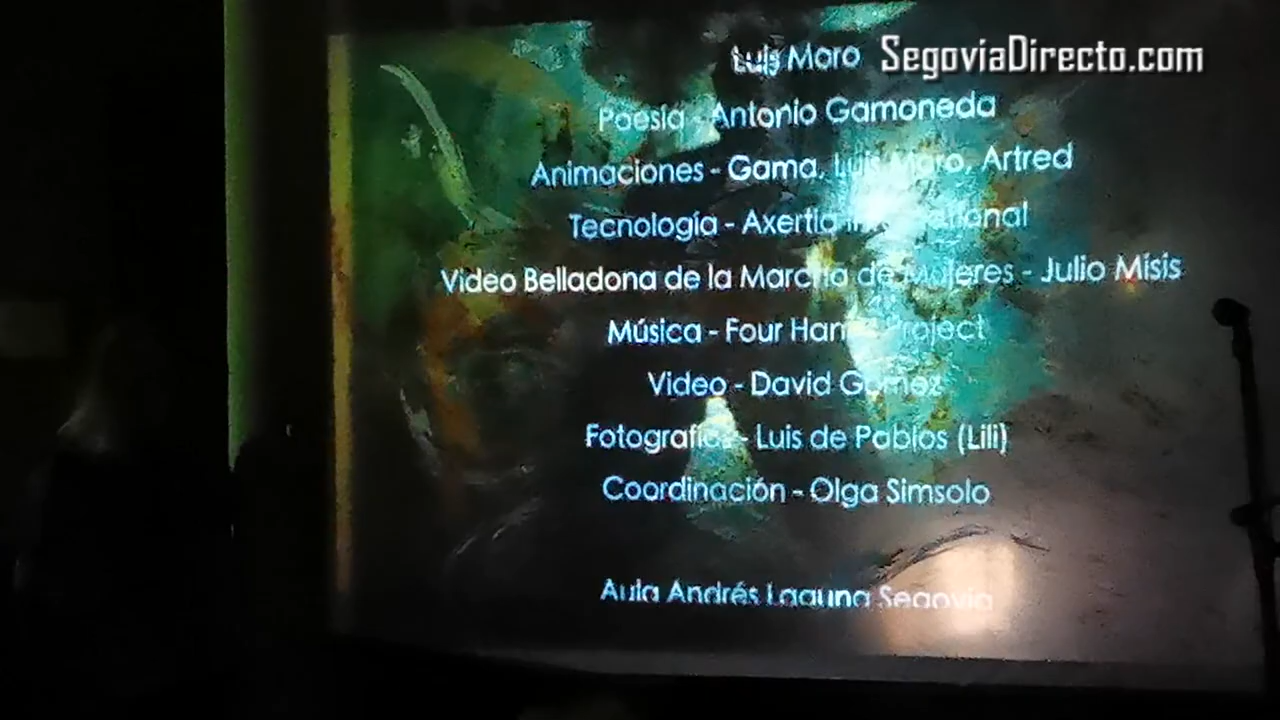 Luis Moro
SegoviaDirecto.com
Poesía - Antonio Gamoneda
Animaciones - Gama, Luis Moro, Artred
Tecnología - Axertia International
Video Belladona de la Marcha de Mujeres - Julio Misis
Música - Four Hands Project
Video - David Gomez
Fotografías - Luis de Pablos (Lili)
Coordinación - Olga Simsolo
Aula Andrés Laguna Segovia